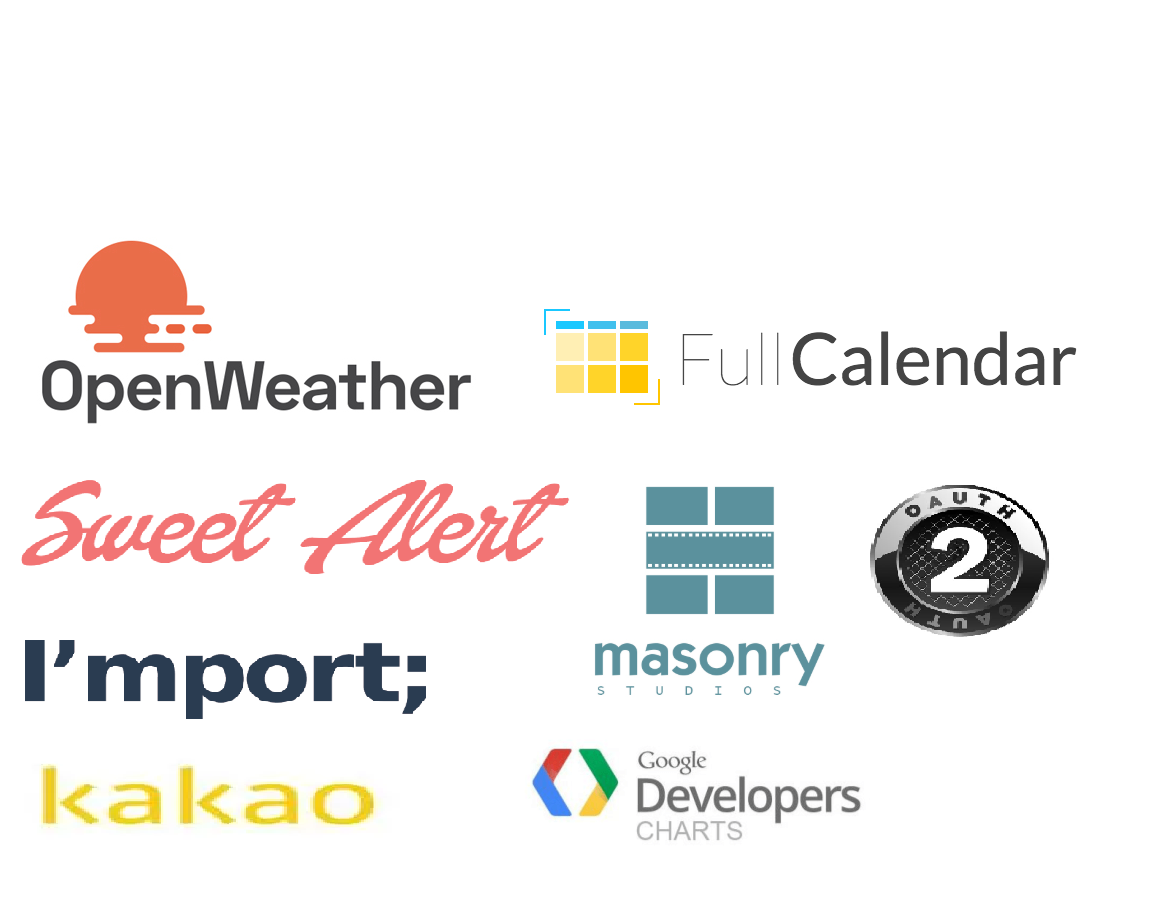 OpenWeather
FullCalendar
Sweet Alert
masonry
STUDIOS
OAUTH
2
OAUTH
I'mport;
kakao
Google
Developers
CHARTS